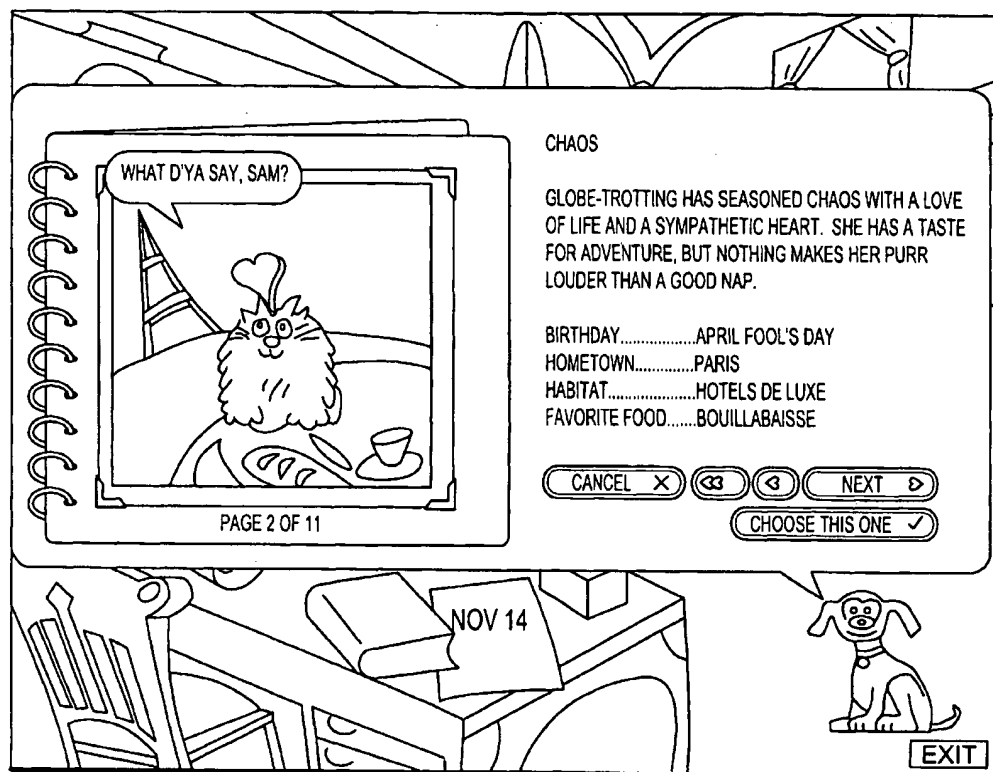 WHAT D'YA SAY, SAM?
PAGE 2 OF 11
CHAOS
GLOBE-TROTTING HAS SEASONED CHAOS WITH A LOVE
OF LIFE AND A SYMPATHETIC HEART. SHE HAS A TASTE
FOR ADVENTURE, BUT NOTHING MAKES HER PURR
LOUDER THAN A GOOD NAP.
BIRTHDAY.................APRIL FOOL'S DAY
HOMETOWN.............PARIS
HABITAT.....................HOTELS DE LUXE
FAVORITE FOOD.......BOUILLABAISSE
CANCEL X NEXT
CHOOSE THIS ONE ✓
NOV 14
EXIT